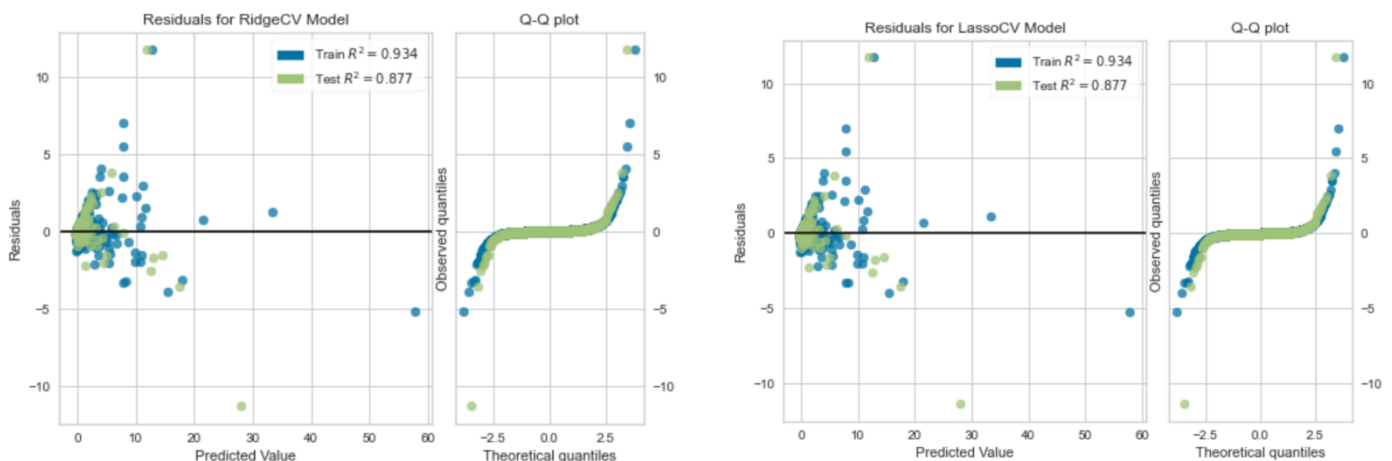 Residuals for RidgeCV Model
Q-Q plot
Train R² = 0.934
Test R² = 0.877
10
5
0
−5
−10
Residuals
0
10
20
30
40
50
60
Predicted Value
Observed quantiles
10
5
0
−5
−10
−2.5
0.0
2.5
Theoretical quantiles
Residuals for LassoCV Model
Q-Q plot
Train R² = 0.934
Test R² = 0.877
10
5
0
−5
−10
Residuals
0
10
20
30
40
50
60
Predicted Value
Observed quantiles
10
5
0
−5
−10
−2.5
0.0
2.5
Theoretical quantiles